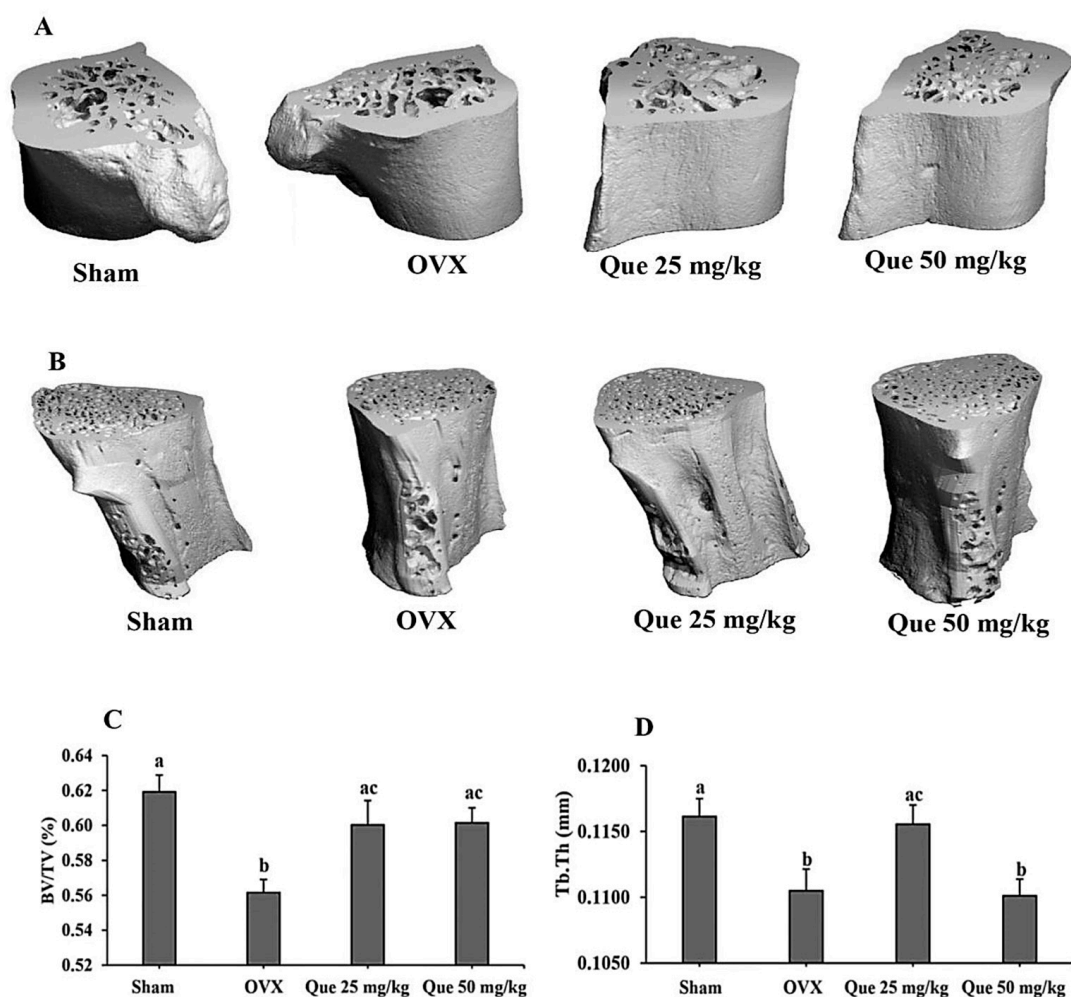 A
Sham
OVX
Que 25 mg/kg
Que 50 mg/kg
B
Sham
OVX
Que 25 mg/kg
Que 50 mg/kg
C
BV/TV (%)
0.64
0.62
0.60
0.58
0.56
0.54
0.52
a
b
ac
ac
Sham
OVX
Que 25 mg/kg
Que 50 mg/kg
D
Tb.Th (mm)
0.1200
0.1150
0.1100
0.1050
a
b
ac
b
Sham
OVX
Que 25 mg/kg
Que 50 mg/kg